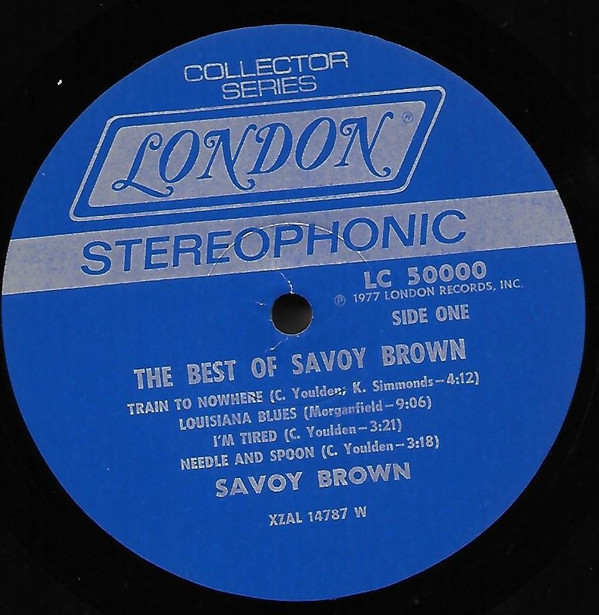 COLLECTOR
SERIES
LONDON®
STEREOPHONIC
LC 50000
℗ 1977 LONDON RECORDS, INC.
SIDE ONE
THE BEST OF SAVOY BROWN
TRAIN TO NOWHERE (C. Youlden; K. Simmonds—4:12)
LOUISIANA BLUES (Morganfield—9:06)
I'M TIRED (C. Youlden—3:21)
NEEDLE AND SPOON (C. Youlden—3:18)
SAVOY BROWN
XZAL 14787 W